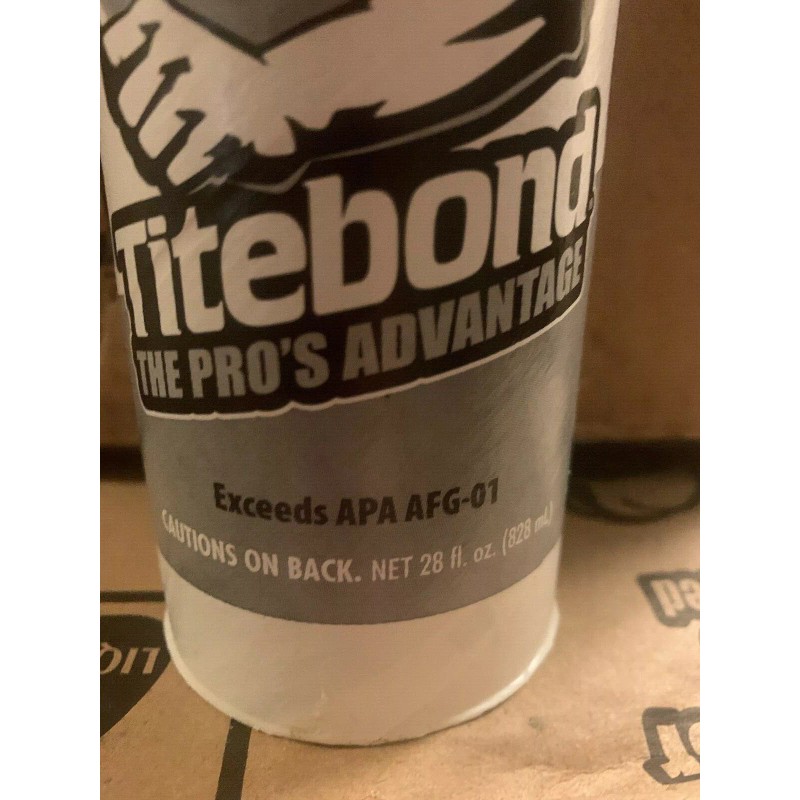 Titebond
THE PRO'S ADVANTAGE
Exceeds APA AFG-01
CAUTIONS ON BACK. NET 28 fl. oz. (828 mL)